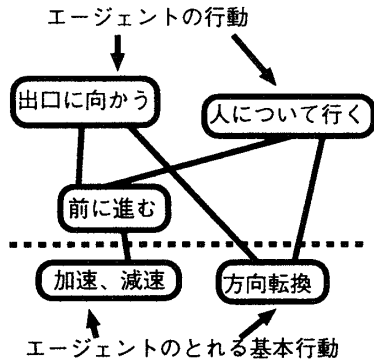 エージェントの行動
出口に向かう
人について行く
前に進む
加速、減速
方向転換
エージェントのとれる基本行動